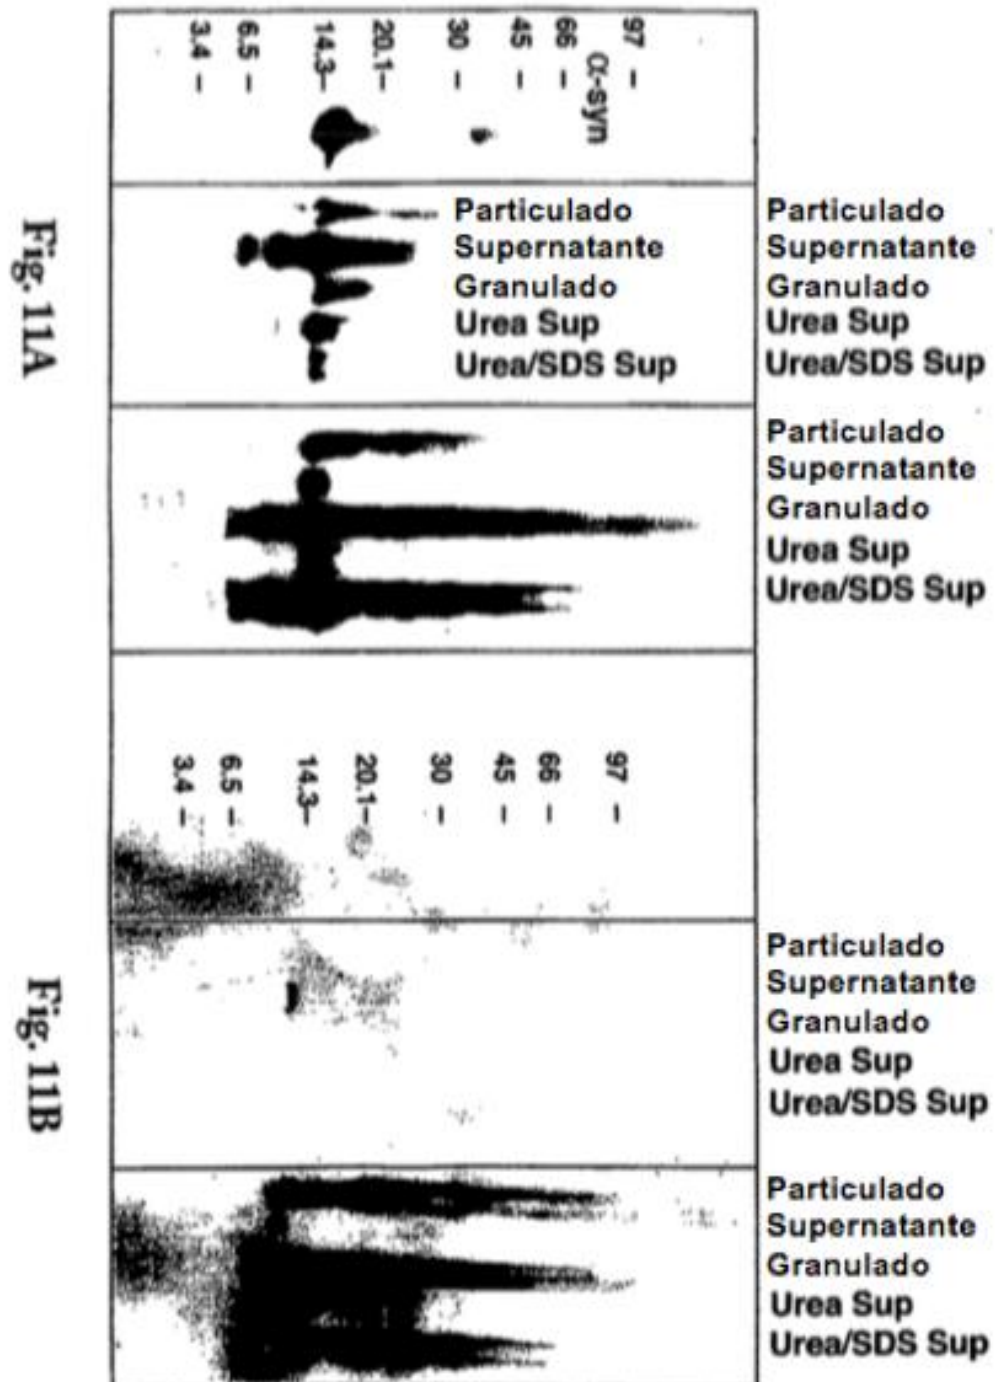 97 –
α-syn
66 –
45 –
30 –
20.1–
14.3–
6.5 –
3.4 –
Particulado
Supernatante
Granulado
Urea Sup
Urea/SDS Sup
Particulado
Supernatante
Granulado
Urea Sup
Urea/SDS Sup
Fig. 11A
Particulado
Supernatante
Granulado
Urea Sup
Urea/SDS Sup
97 –
66 –
45 –
30 –
20.1–
14.3–
6.5 –
3.4 –
Particulado
Supernatante
Granulado
Urea Sup
Urea/SDS Sup
Fig. 11B
Particulado
Supernatante
Granulado
Urea Sup
Urea/SDS Sup